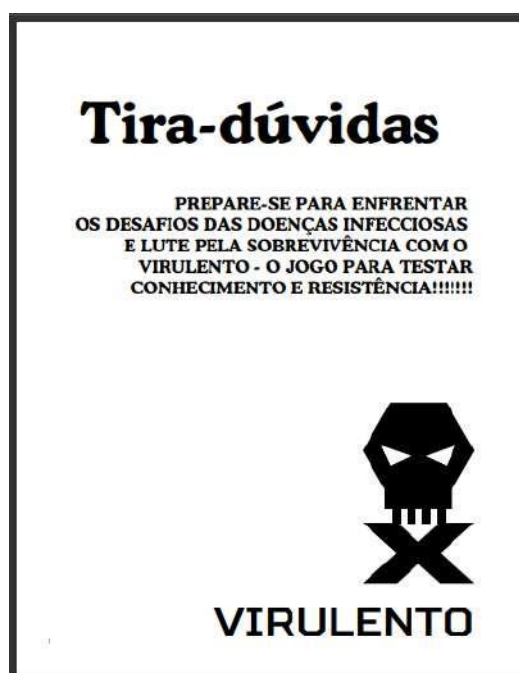 Tira-dúvidas
PREPARE-SE PARA ENFRENTAR
OS DESAFIOS DAS DOENÇAS INFECCIOSAS
E LUTE PELA SOBREVIVÊNCIA COM O
VIRULENTO - O JOGO PARA TESTAR
CONHECIMENTO E RESISTÊNCIA!!!!!!!
VIRULENTO